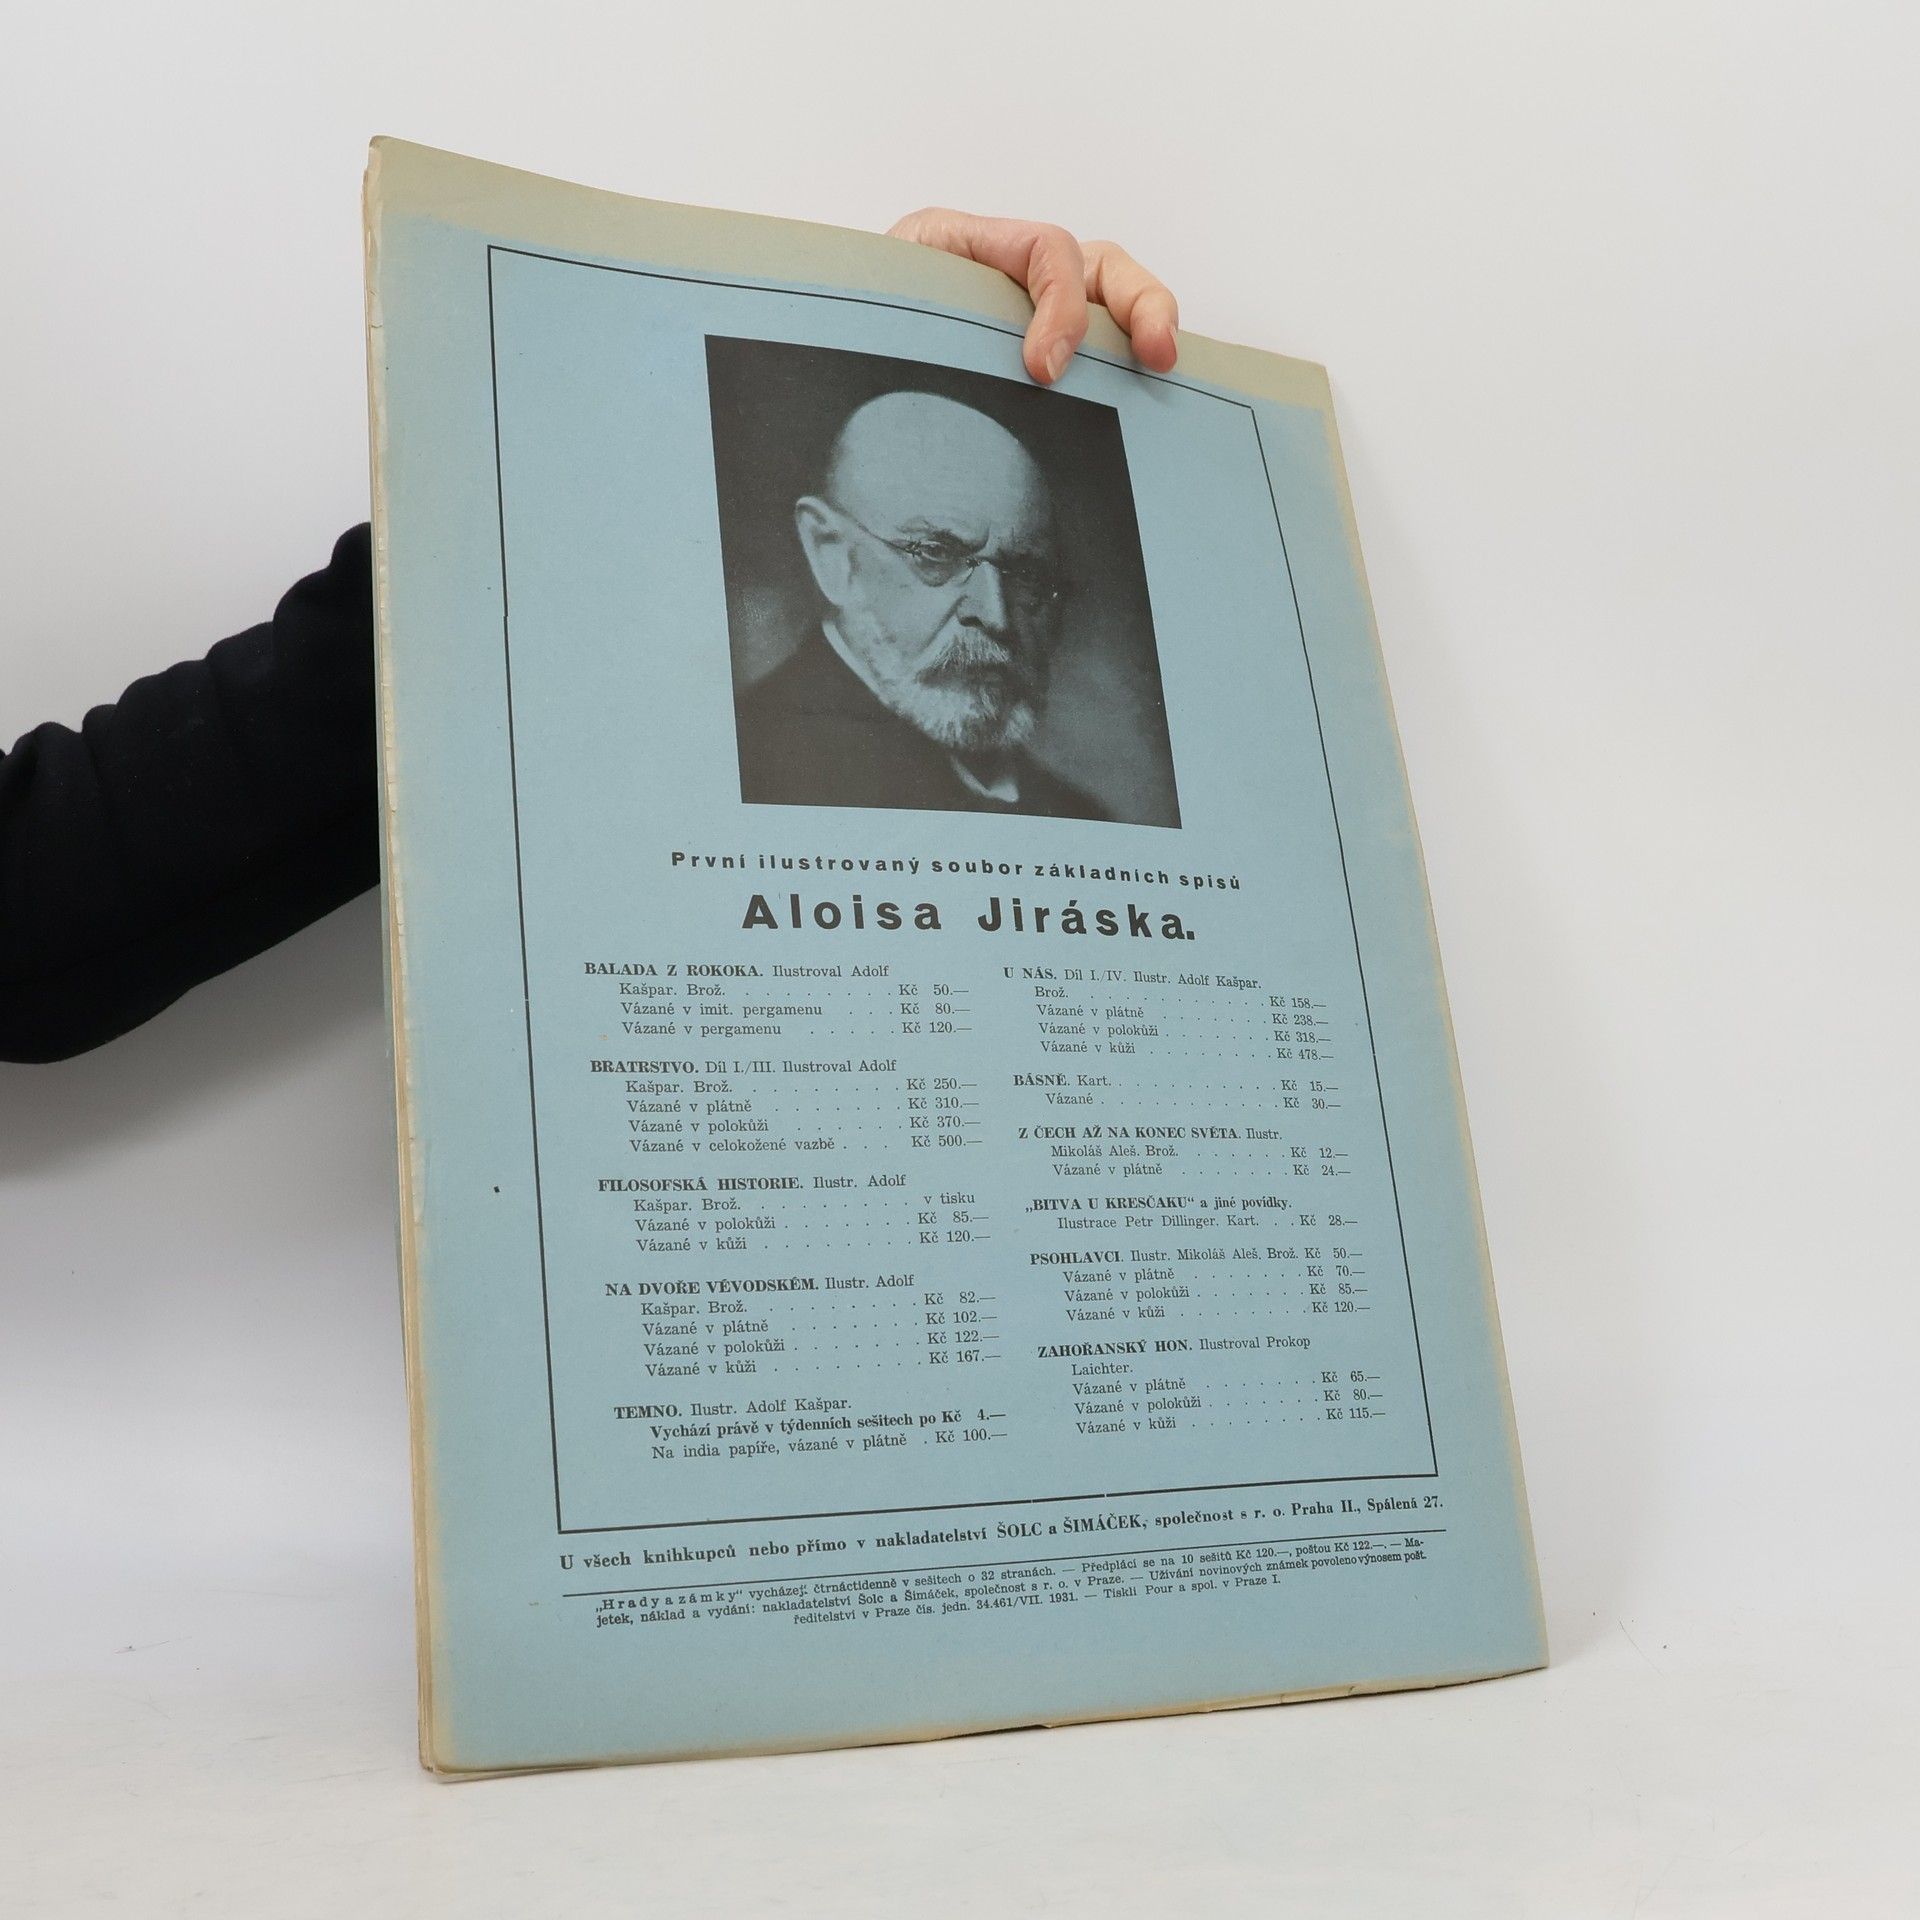 První ilustrovaný soubor základních spisů
Aloisa Jiráska.
BALADA Z ROKOKA. Ilustroval Adolf
Kašpar. Brož. . . . . . . . . Kč 50.—
Vázané v imit. pergamenu . . . Kč 80.—
Vázané v pergamenu . . . . . Kč 120.—
BRATRSTVO. Díl I./III. Ilustroval Adolf
Kašpar. Brož. . . . . . . . . Kč 250.—
Vázané v plátně . . . . . . . Kč 310.—
Vázané v polokůži . . . . . . Kč 370.—
Vázané v celokožené vazbě . . . Kč 500.—
FILOSOFSKÁ HISTORIE. Ilustr. Adolf
Kašpar. Brož. . . . . . . . . v tisku
Vázané v polokůži . . . . . . . Kč 85.—
Vázané v kůži . . . . . . . . Kč 120.—
NA DVOŘE VÉVODSKÉM. Ilustr. Adolf
Kašpar. Brož. . . . . . . . . Kč 82.—
Vázané v plátně . . . . . . . Kč 102.—
Vázané v polokůži . . . . . . . Kč 122.—
Vázané v kůži . . . . . . . . Kč 167.—
TEMNO. Ilustr. Adolf Kašpar.
Vychází právě v týdenních sešitech po Kč 4.—
Na india papíře, vázané v plátně . Kč 100.—
U NÁS. Díl I./IV. Ilustr. Adolf Kašpar.
Brož. . . . . . . . . . . . Kč 158.—
Vázané v plátně . . . . . . . Kč 238.—
Vázané v polokůži . . . . . . . Kč 318.—
Vázané v kůži . . . . . . . . Kč 478.—
BÁSNĚ. Kart. . . . . . . . . . . Kč 15.—
Vázané . . . . . . . . . . . Kč 30.—
Z ČECH AŽ NA KONEC SVĚTA. Ilustr.
Mikoláš Aleš. Brož. . . . . . . Kč 12.—
Vázané v plátně . . . . . . . Kč 24.—
„BITVA U KRESČAKU“ a jiné povídky.
Ilustrace Petr Dillinger. Kart. . . Kč 28.—
PSOHLAVCI. Ilustr. Mikoláš Aleš. Brož. Kč 50.—
Vázané v plátně . . . . . . . Kč 70.—
Vázané v polokůži . . . . . . . Kč 85.—
Vázané v kůži . . . . . . . . Kč 120.—
ZAHOŘANSKÝ HON. Ilustroval Prokop
Laichter.
Vázané v plátně . . . . . . . Kč 65.—
Vázané v polokůži . . . . . . . Kč 80.—
Vázané v kůži . . . . . . . . Kč 115.—
U všech knihkupců nebo přímo v nakladatelství ŠOLC a ŠIMÁČEK, společnost s r. o. Praha II., Spálená 27.
„Hrady a zámky“ vycházejí čtrnáctidenně v sešitech o 32 stranách. — Předplácí se na 10 sešitů Kč 120.—, poštou Kč 122.—. — Ma-
jetek, náklad a vydání: nakladatelství Šolc a Šimáček, společnost s r. o. v Praze. — Užívání novinových známek povoleno výnosem pošt.
ředitelství v Praze čís. jedn. 34.461/VII. 1931. — Tiskli Pour a spol. v Praze I.